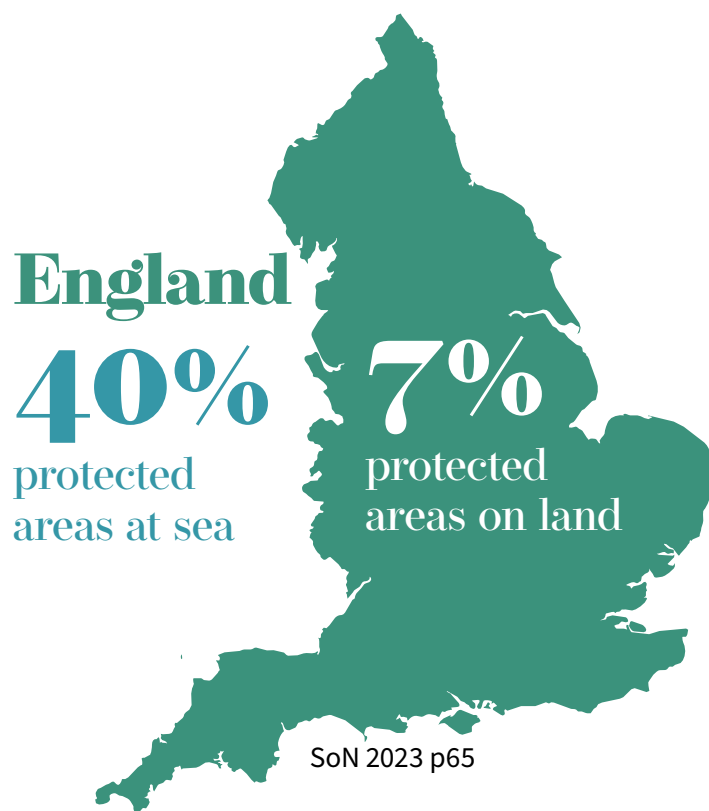 England
40%
protected
areas at sea
7%
protected
areas on land
SoN 2023 p65